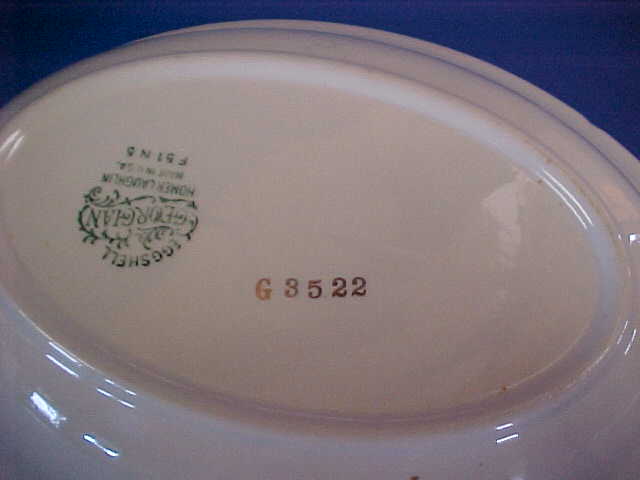 EGGSHELL
GEORGIAN
HOMER LAUGHLIN
MADE IN U.S.A.
F 51 N 5
G 3522